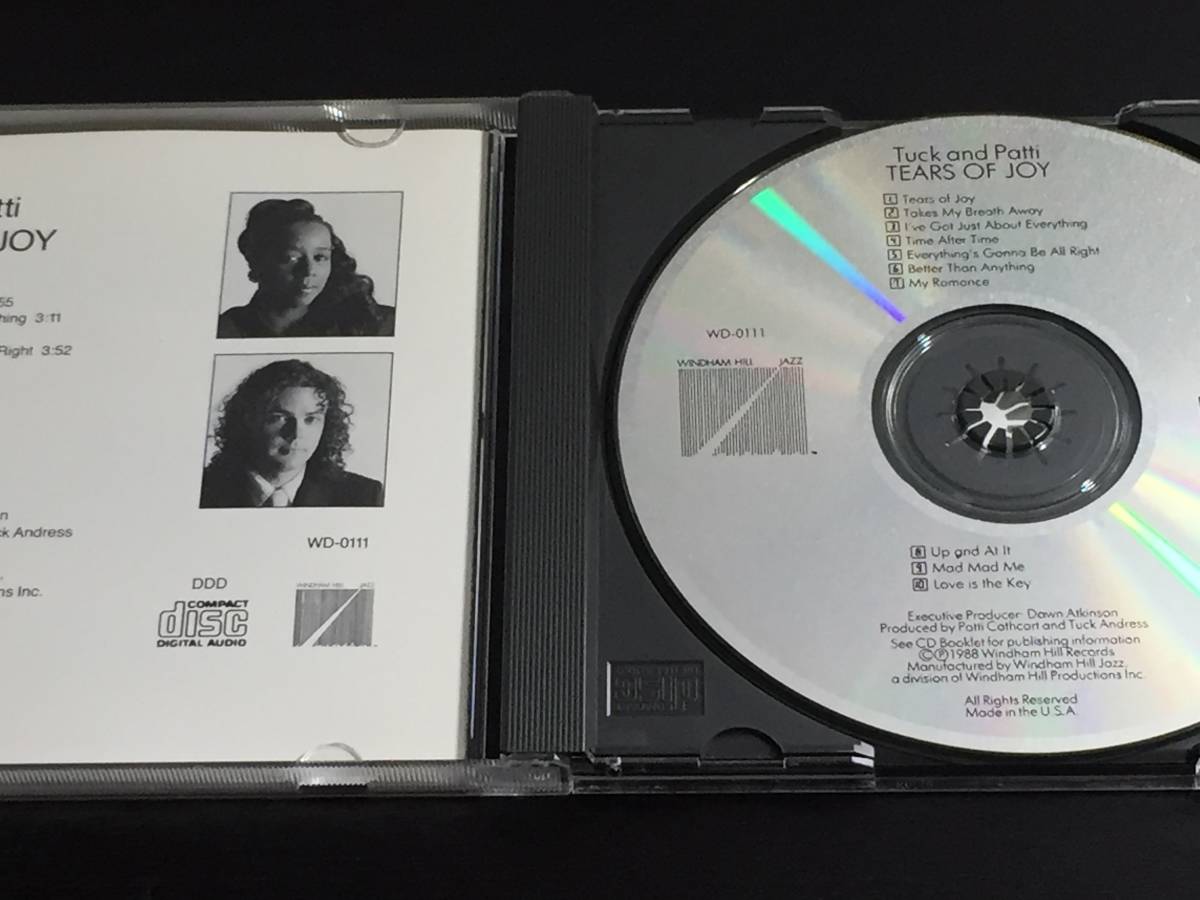 tti
JOY
55
hing 3:11
Right 3:52
n
ck Andress
ns Inc.
WD-0111
DDD
COMPACT
disc
DIGITAL AUDIO
WINDHAM HILL JAZZ
Tuck and Patti
TEARS OF JOY
1 Tears of Joy
2 Takes My Breath Away
3 I've Got Just About Everything
4 Time After Time
5 Everything's Gonna Be All Right
6 Better Than Anything
7 My Romance
WD-0111
WINDHAM HILL JAZZ
8 Up and At It
9 Mad Mad Me
10 Love is the Key
Executive Producer: Dawn Atkinson
Produced by Patti Cathcart and Tuck Andress
See CD Booklet for publishing information
©℗1988 Windham Hill Records
Manufactured by Windham Hill Jazz,
a division of Windham Hill Productions Inc.
All Rights Reserved
Made in the U.S.A.
disc